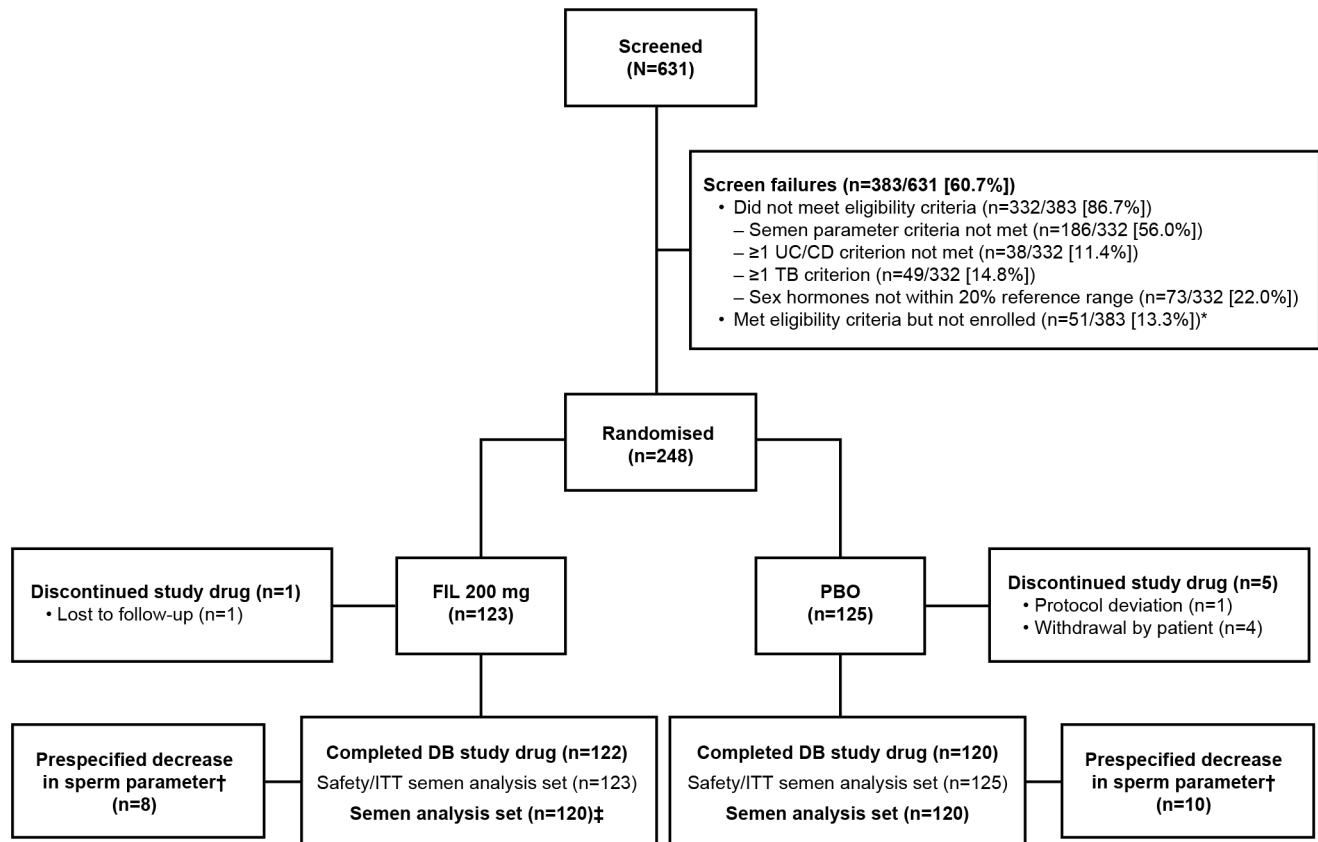 Screened
(N=631)
Screen failures (n=383/631 [60.7%])
• Did not meet eligibility criteria (n=332/383 [86.7%])
– Semen parameter criteria not met (n=186/332 [56.0%])
– ≥1 UC/CD criterion not met (n=38/332 [11.4%])
– ≥1 TB criterion (n=49/332 [14.8%])
– Sex hormones not within 20% reference range (n=73/332 [22.0%])
• Met eligibility criteria but not enrolled (n=51/383 [13.3%])*
Randomised
(n=248)
Discontinued study drug (n=1)
• Lost to follow-up (n=1)
FIL 200 mg
(n=123)
PBO
(n=125)
Discontinued study drug (n=5)
• Protocol deviation (n=1)
• Withdrawal by patient (n=4)
Prespecified decrease
in sperm parameter†
(n=8)
Completed DB study drug (n=122)
Safety/ITT semen analysis set (n=123)
Semen analysis set (n=120)‡
Completed DB study drug (n=120)
Safety/ITT semen analysis set (n=125)
Semen analysis set (n=120)
Prespecified decrease
in sperm parameter†
(n=10)